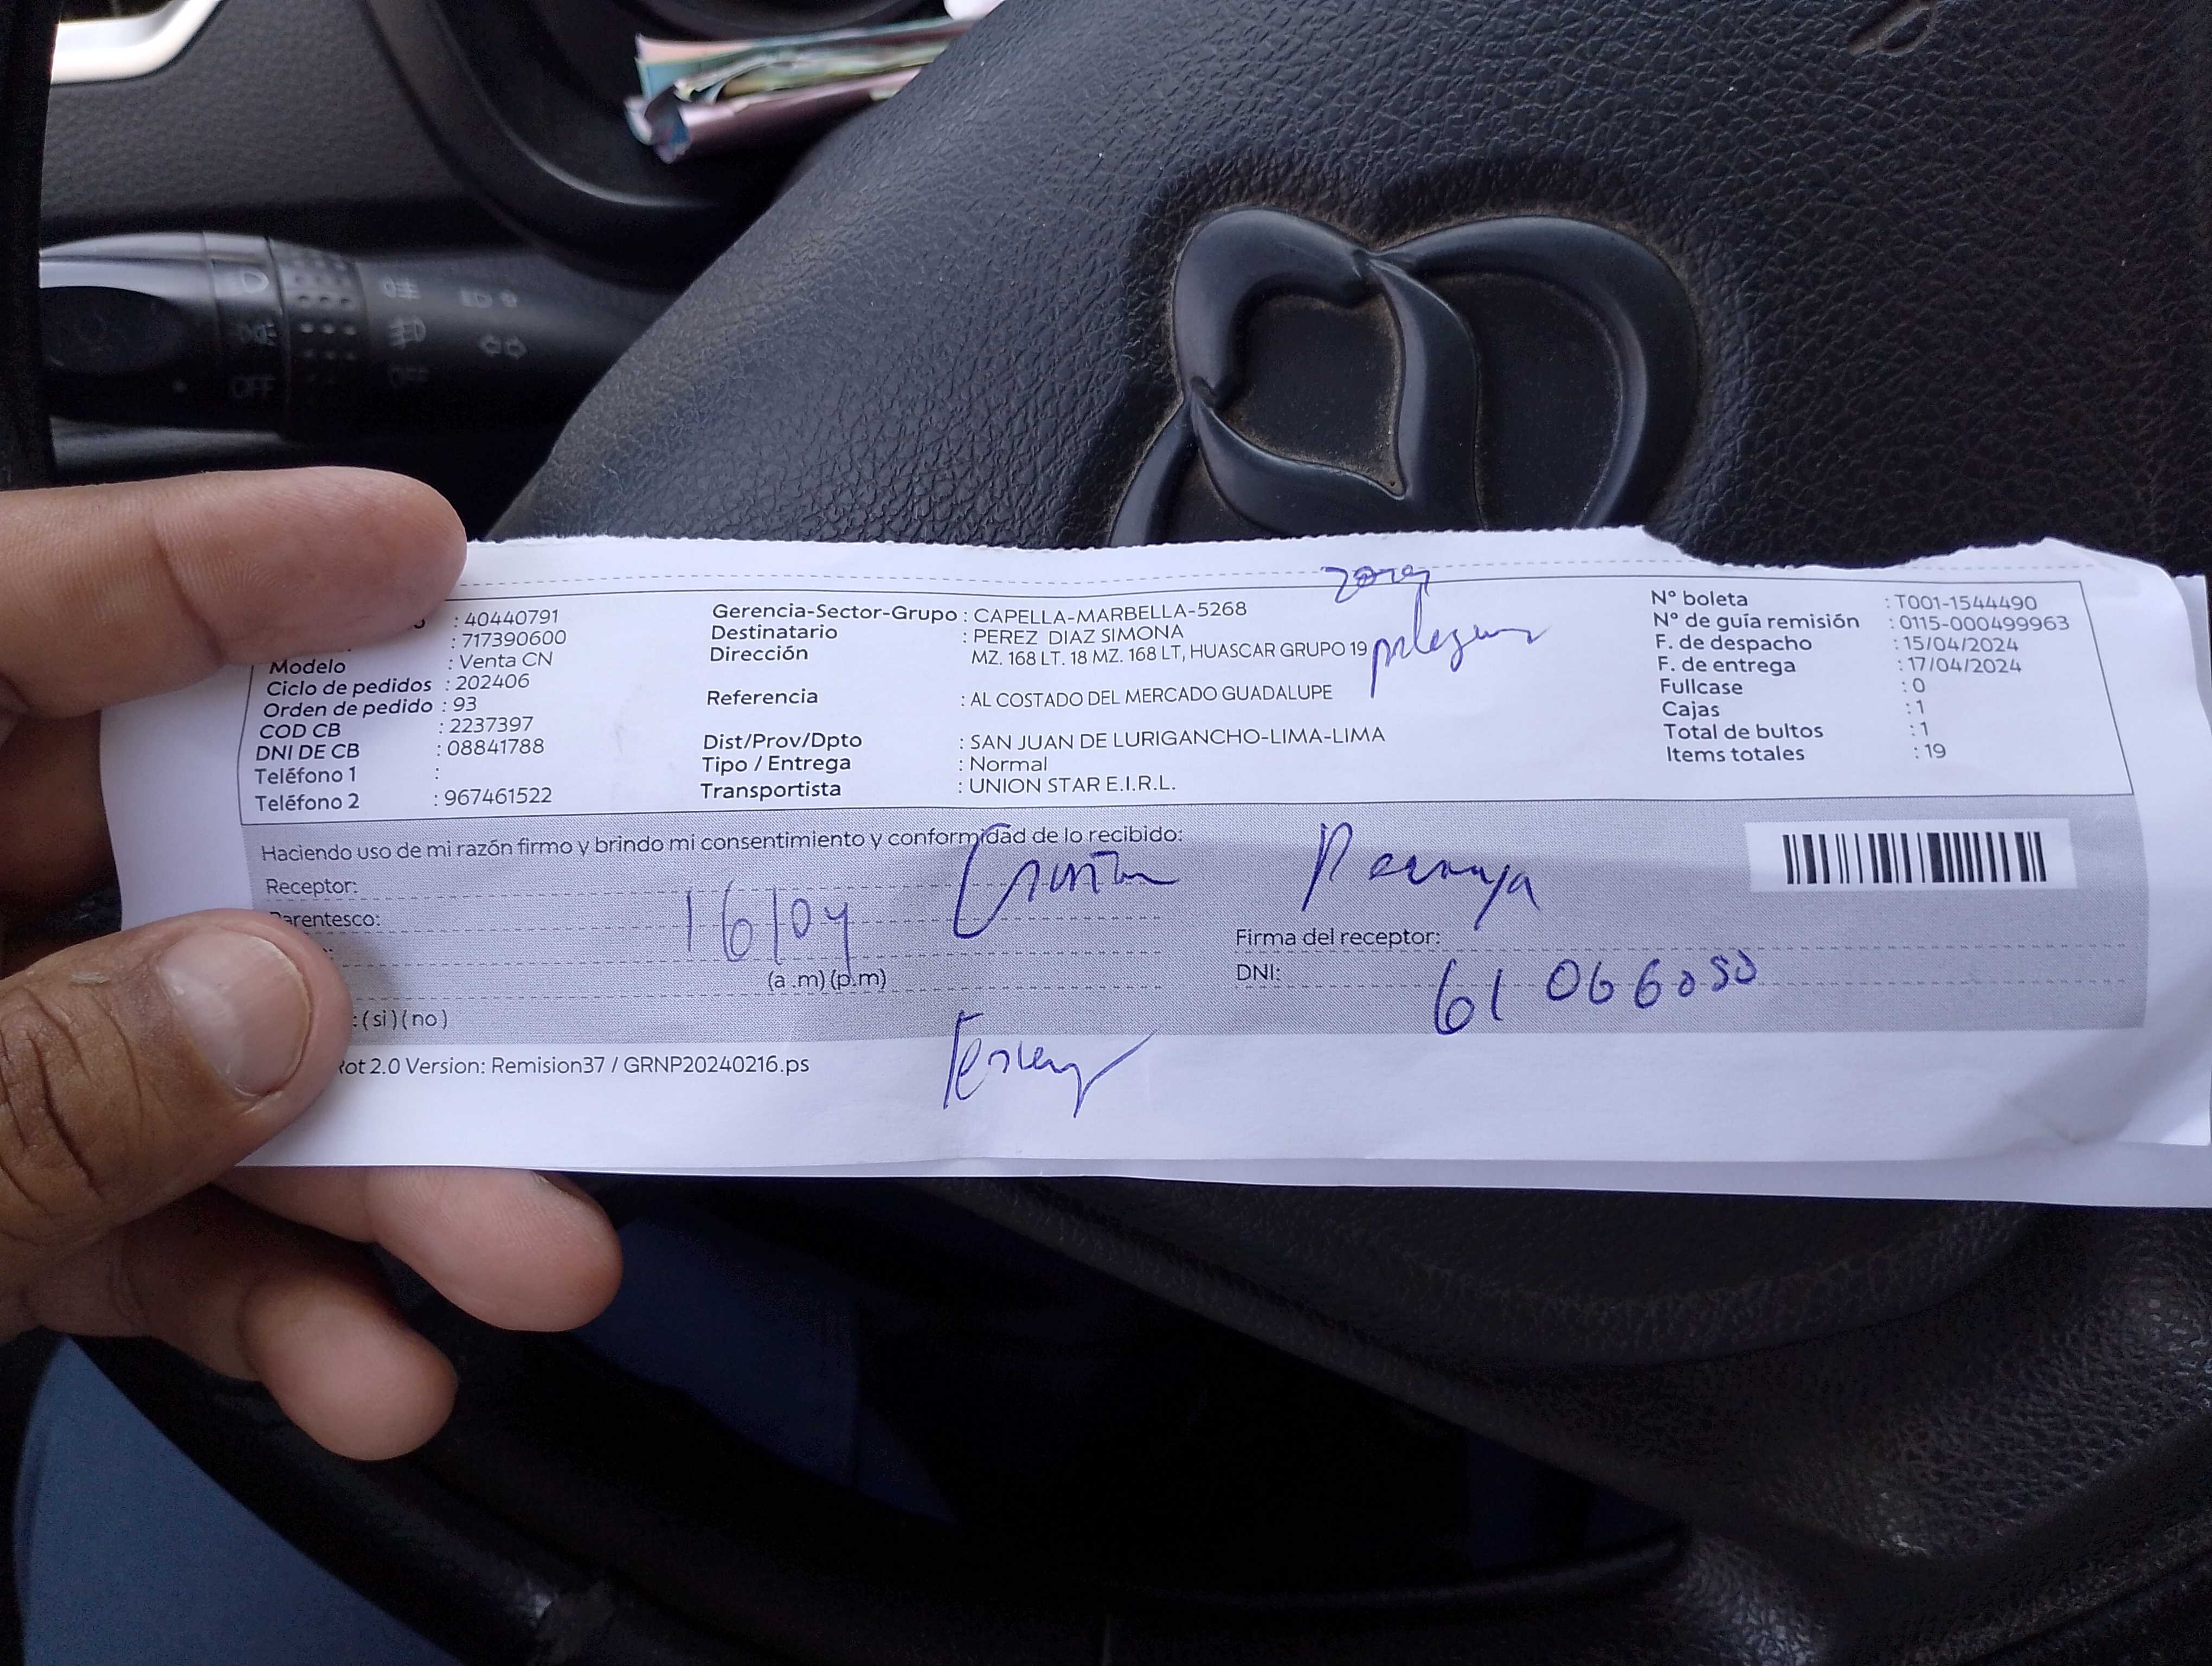 : 40440791
: 717390600
Modelo : Venta CN
Ciclo de pedidos : 202406
Orden de pedido : 93
COD CB : 2237397
DNI DE CB : 08841788
Teléfono 1 :
Teléfono 2 : 967461522
Gerencia-Sector-Grupo : CAPELLA-MARBELLA-5268
Destinatario : PEREZ DIAZ SIMONA
Dirección MZ. 168 LT. 18 MZ. 168 LT, HUASCAR GRUPO 19
Referencia : AL COSTADO DEL MERCADO GUADALUPE
Dist/Prov/Dpto : SAN JUAN DE LURIGANCHO-LIMA-LIMA
Tipo / Entrega : Normal
Transportista : UNION STAR E.I.R.L.
N° boleta : T001-1544490
N° de guía remisión : 0115-000499963
F. de despacho : 15/04/2024
F. de entrega : 17/04/2024
Fullcase : 0
Cajas : 1
Total de bultos : 1
Items totales : 19
Haciendo uso de mi razón firmo y brindo mi consentimiento y conformidad de lo recibido:
Receptor:
Parentesco:
16/04
(a.m)(p.m)
: (si)(no)
Firma del receptor:
DNI: 61066050
Rot 2.0 Version: Remision37 / GRNP20240216.ps
OFF
OFF